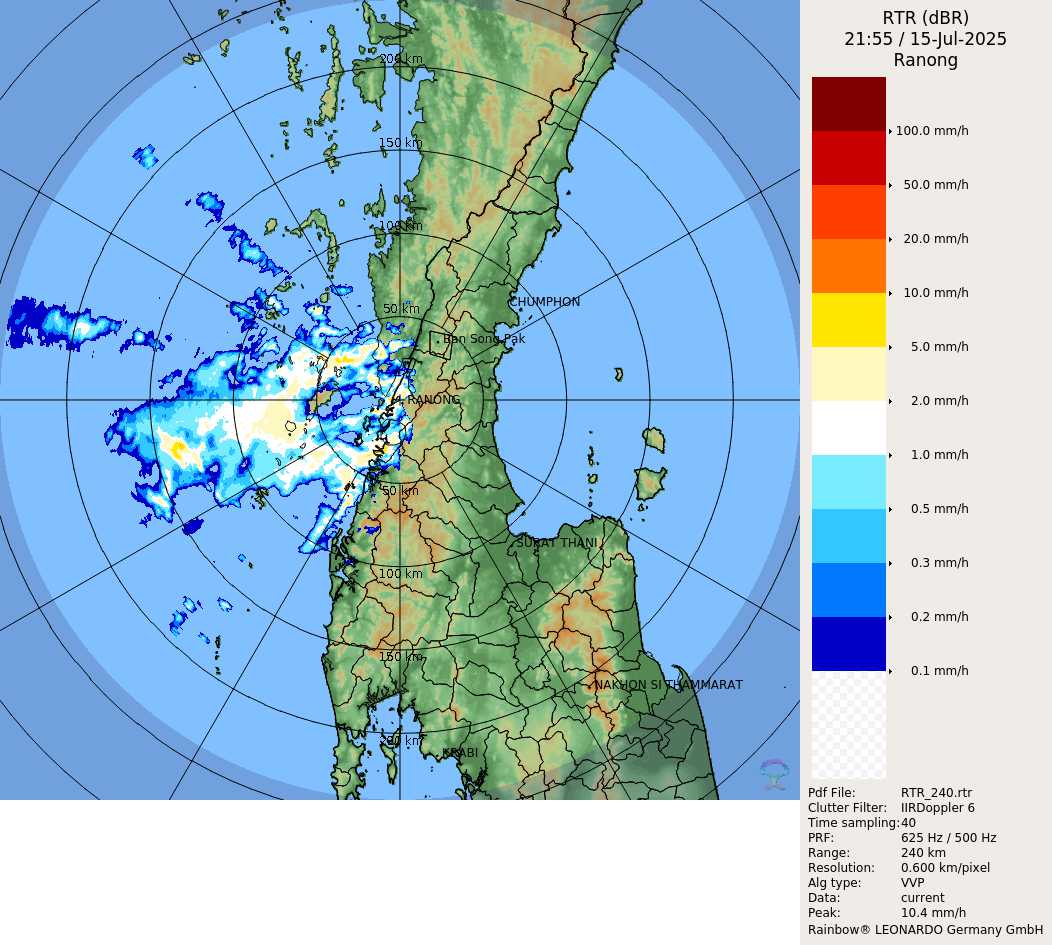 RTR (dBR)
21:55 / 15-Jul-2025
Ranong
100.0 mm/h
50.0 mm/h
20.0 mm/h
10.0 mm/h
5.0 mm/h
2.0 mm/h
1.0 mm/h
0.5 mm/h
0.3 mm/h
0.2 mm/h
0.1 mm/h
200 km
150 km
100 km
50 km
CHUMPHON
Ban Song Pak
RANONG
50 km
SURAT THANI
100 km
150 km
NAKHON SI THAMMARAT
200 km
KRABI
Pdf File: RTR_240.rtr
Clutter Filter: IIRDoppler 6
Time sampling: 40
PRF: 625 Hz / 500 Hz
Range: 240 km
Resolution: 0.600 km/pixel
Alg type: VVP
Data: current
Peak: 10.4 mm/h
Rainbow® LEONARDO Germany GmbH